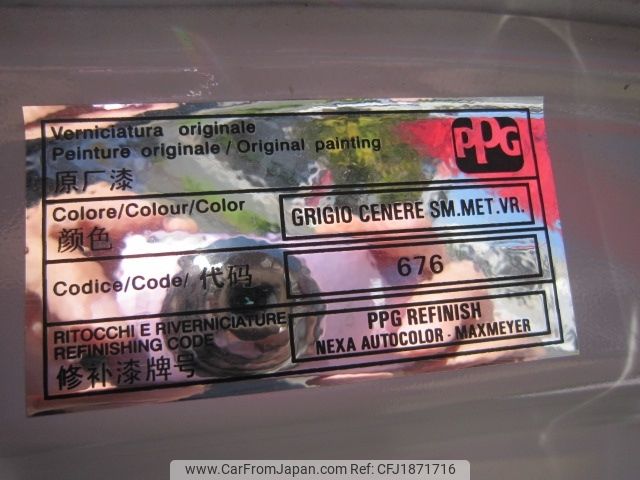 Verniciatura originale
Peinture originale / Original painting
原厂漆
PPG
Colore/Colour/Color
颜色
GRIGIO CENERE SM.MET.VR.
Codice/Code/ 代码
676
RITOCCHI E RIVERNICIATURE
REFINISHING CODE
修补漆牌号
PPG REFINISH
NEXA AUTOCOLOR - MAXMEYER
www.CarFromJapan.com | ID: CFJ1871716